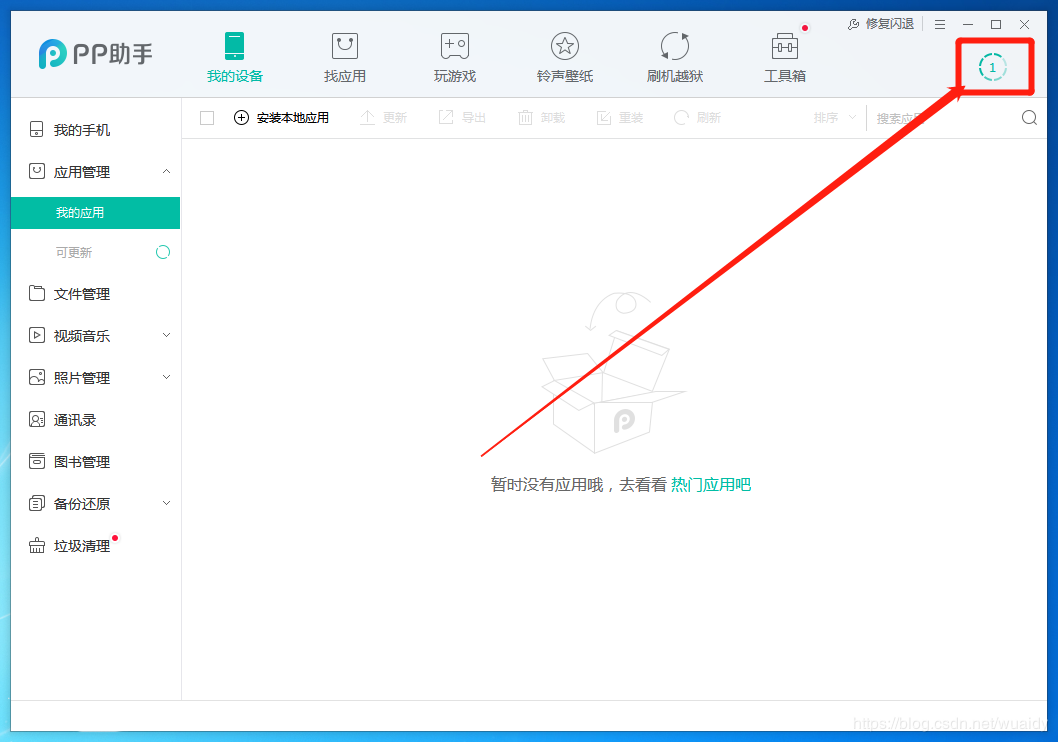 修复闪退
PP助手
我的设备 找应用 玩游戏 铃声壁纸 刷机越狱 工具箱
1
安装本地应用 更新 导出 卸载 重装 刷新 排序 搜索应
我的手机
应用管理
我的应用
可更新
文件管理
视频音乐
照片管理
通讯录
图书管理
备份还原
垃圾清理
暂时没有应用哦，去看看 热门应用吧
https://blog.csdn.net/wuaidy